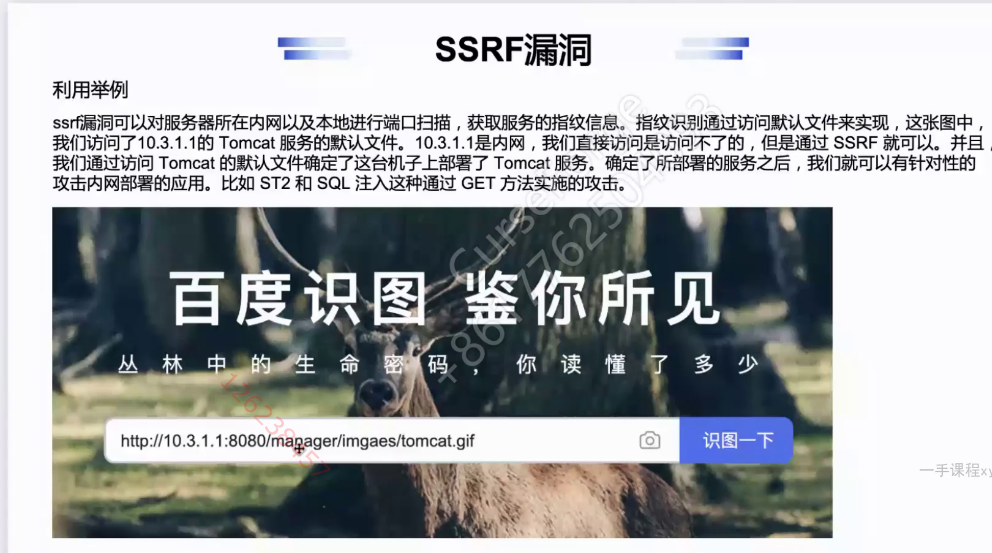 SSRF漏洞
利用举例
ssrf漏洞可以对服务器所在内网以及本地进行端口扫描，获取服务的指纹信息。指纹识别通过访问默认文件来实现，这张图中，
我们访问了10.3.1.1的 Tomcat 服务的默认文件。10.3.1.1是内网，我们直接访问是访问不了的，但是通过 SSRF 就可以。并且，
我们通过访问 Tomcat 的默认文件确定了这台机子上部署了 Tomcat 服务。确定了所部署的服务之后，我们就可以有针对性的
攻击内网部署的应用。比如 ST2 和 SQL 注入这种通过 GET 方法实施的攻击。
百度识图 鉴你所见
丛林中的生命密码，你读懂了多少
http://10.3.1.1:8080/manager/imgaes/tomcat.gif
识图一下
一手课程xy